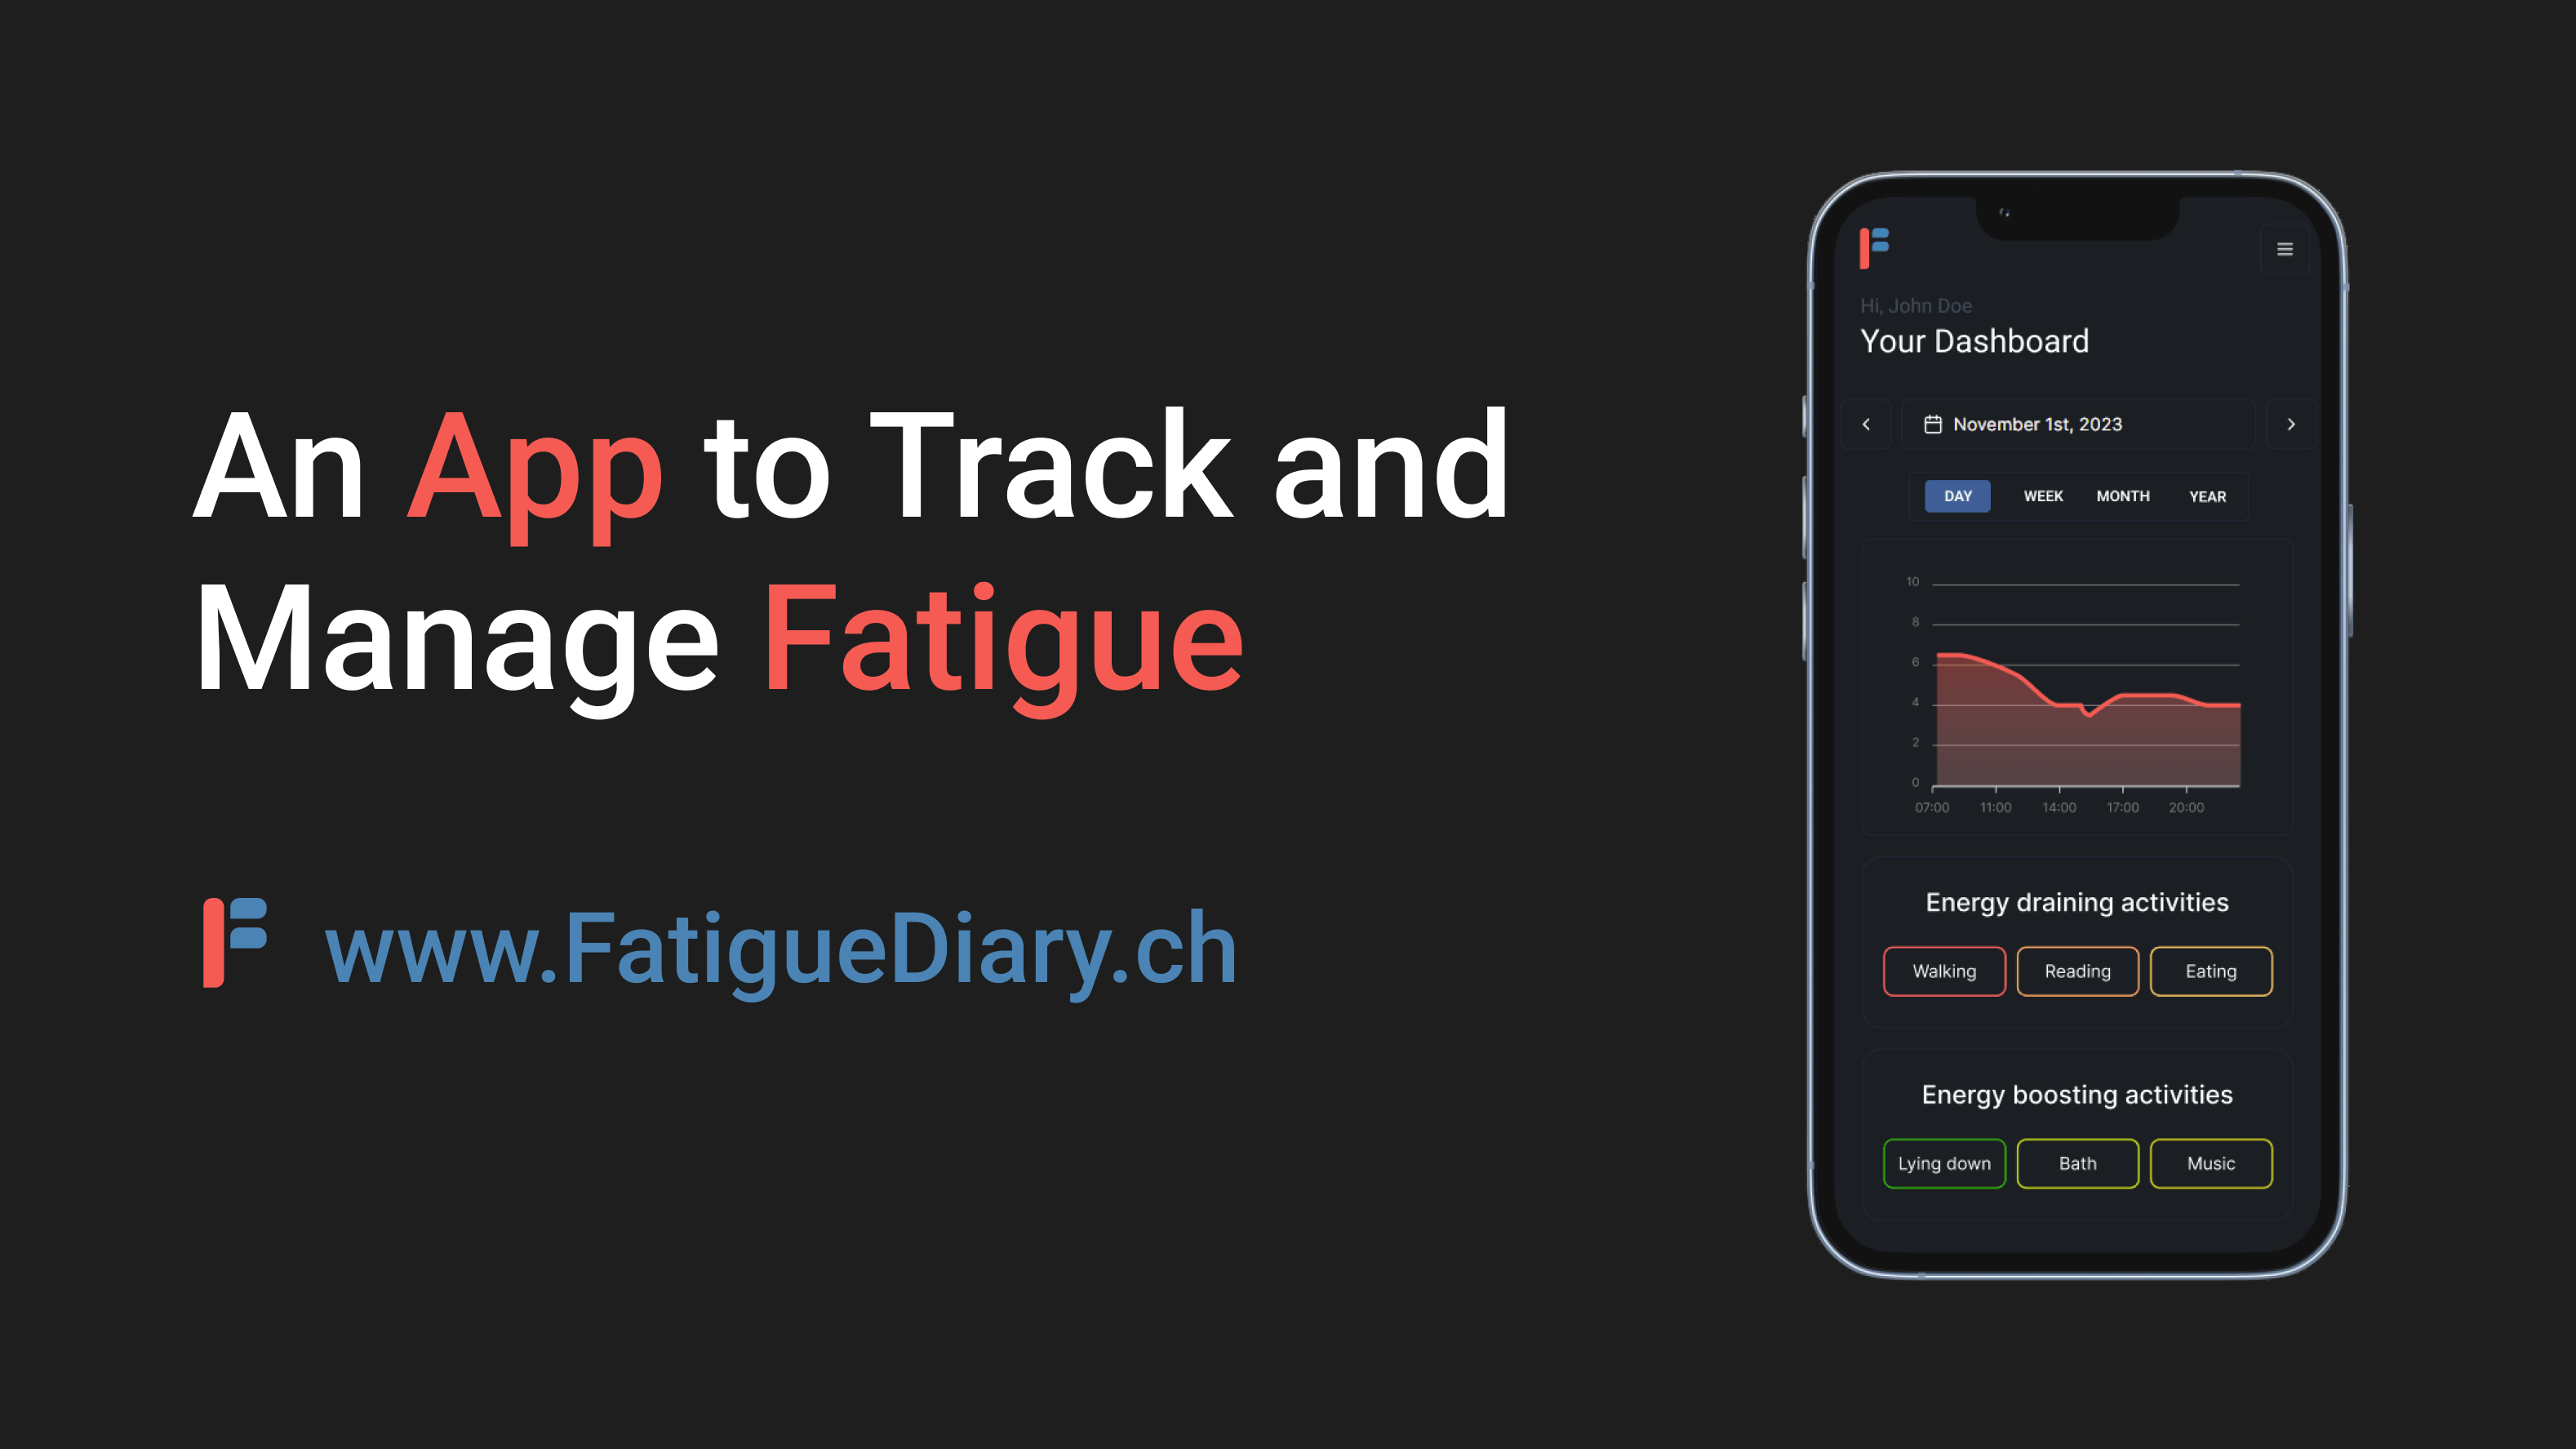 An App to Track and
Manage Fatigue
www.FatigueDiary.ch
Hi, John Doe
Your Dashboard
November 1st, 2023
DAY WEEK MONTH YEAR
10
8
6
4
2
0
07:00 11:00 14:00 17:00 20:00
Energy draining activities
Walking Reading Eating
Energy boosting activities
Lying down Bath Music